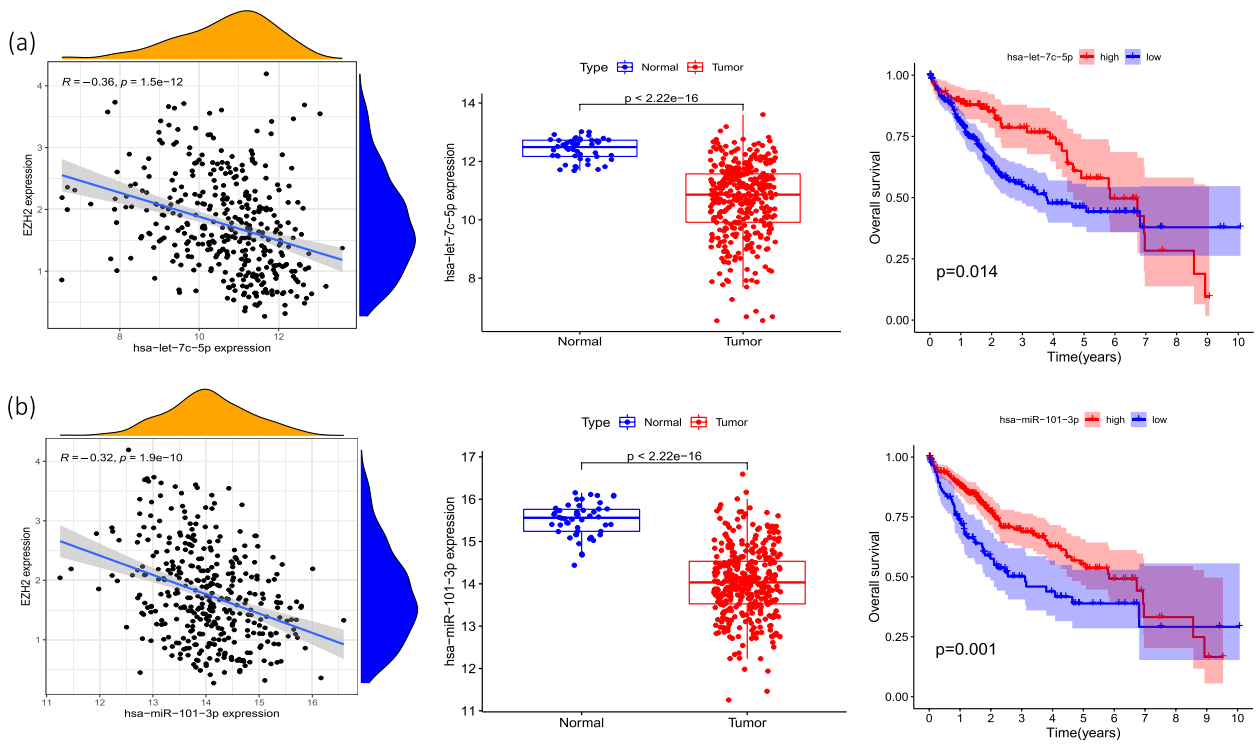 (a)
R = −0.36, p = 1.5e−12
EZH2 expression
4
3
2
1
8 10 12
hsa−let−7c−5p expression
Type Normal Tumor
p < 2.22e−16
hsa−let−7c−5p expression
14
12
10
8
Normal Tumor
hsa−let−7c−5p high low
Overall survival
1.00
0.75
0.50
0.25
0.00
p=0.014
0 1 2 3 4 5 6 7 8 9 10
Time(years)
(b)
R = −0.32, p = 1.9e−10
EZH2 expression
4
3
2
1
11 12 13 14 15 16
hsa−miR−101−3p expression
Type Normal Tumor
p < 2.22e−16
hsa−miR−101−3p expression
17
16
15
14
13
12
11
Normal Tumor
hsa−miR−101−3p high low
Overall survival
1.00
0.75
0.50
0.25
0.00
p=0.001
0 1 2 3 4 5 6 7 8 9 10
Time(years)